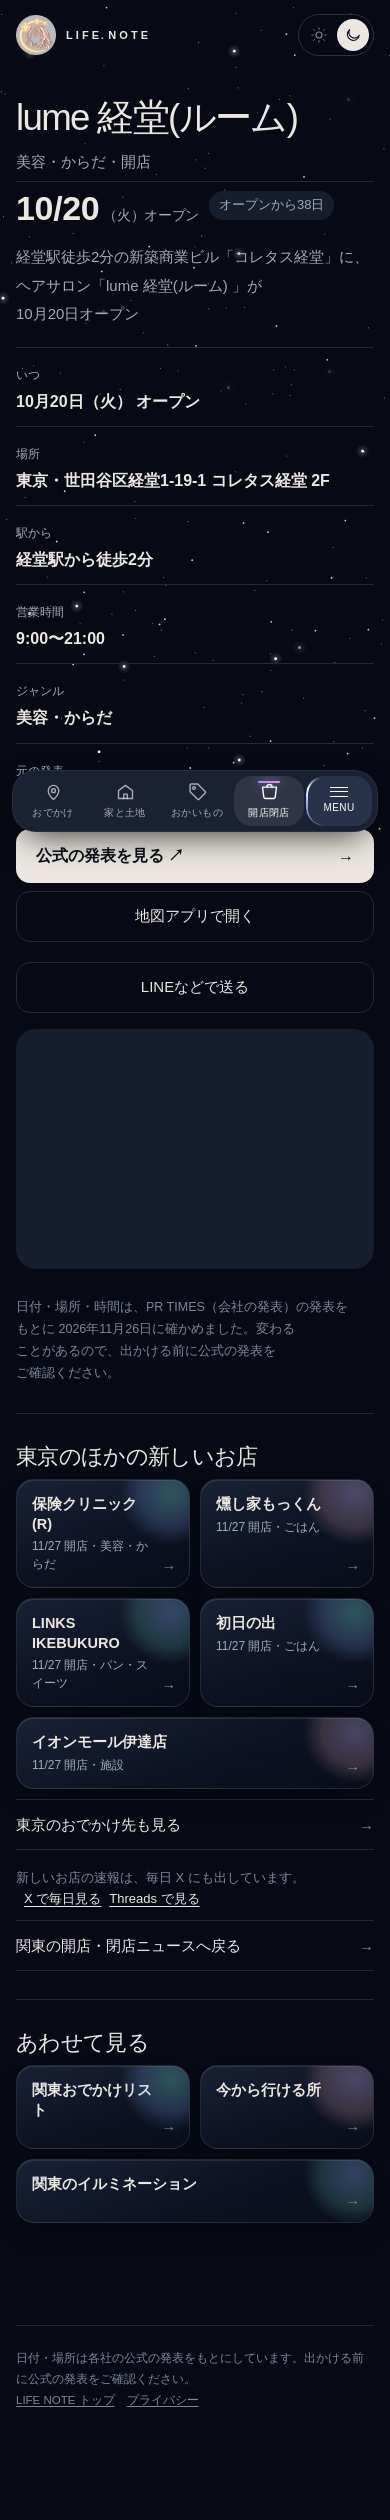 LIFE.NOTE
lume 経堂(ルーム)
美容・からだ・開店
10/20 （火）オープン オープンから38日
経堂駅徒歩2分の新築商業ビル「コレタス経堂」に、
ヘアサロン「lume 経堂(ルーム) 」が
10月20日オープン
いつ
10月20日（火） オープン
場所
東京・世田谷区経堂1-19-1 コレタス経堂 2F
駅から
経堂駅から徒歩2分
営業時間
9:00〜21:00
ジャンル
美容・からだ
元の発表
おでかけ 家と土地 おかいもの 開店閉店 MENU
公式の発表を見る ↗ →
地図アプリで開く
LINEなどで送る
日付・場所・時間は、PR TIMES（会社の発表）の発表を
もとに 2026年11月26日に確かめました。変わる
ことがあるので、出かける前に公式の発表を
ご確認ください。
東京のほかの新しいお店
保険クリニック
(R)
11/27 開店・美容・か
らだ →
燻し家もっくん
11/27 開店・ごはん
→
LINKS
IKEBUKURO
11/27 開店・パン・ス
イーツ →
初日の出
11/27 開店・ごはん
→
イオンモール伊達店
11/27 開店・施設 →
東京のおでかけ先も見る →
新しいお店の速報は、毎日 X にも出しています。
X で毎日見る Threads で見る
関東の開店・閉店ニュースへ戻る →
あわせて見る
関東おでかけリス
ト →
今から行ける所
→
関東のイルミネーション
→
日付・場所は各社の公式の発表をもとにしています。出かける前
に公式の発表をご確認ください。
LIFE NOTE トップ プライバシー